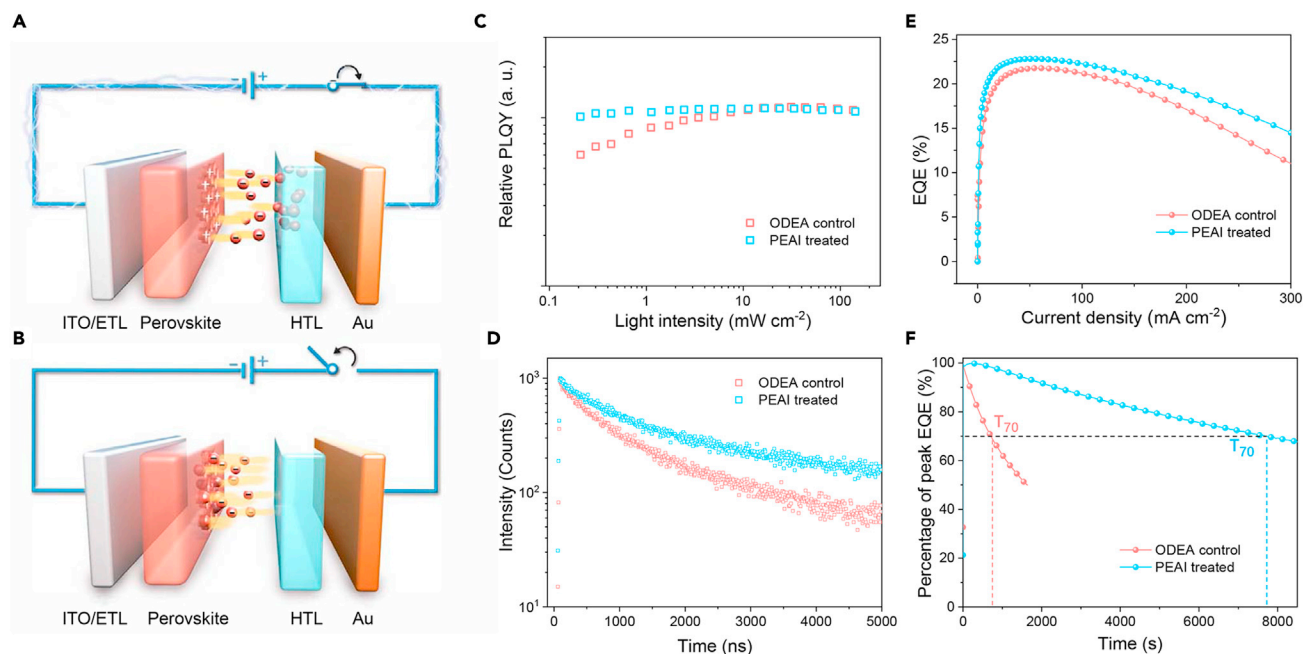 A
− +
ITO/ETL Perovskite HTL Au
B
− +
ITO/ETL Perovskite HTL Au
C
Relative PLQY (a. u.)
ODEA control
PEAI treated
0.1 1 10 100
Light intensity (mW cm-2)
D
Intensity (Counts)
10³
10²
10¹
ODEA control
PEAI treated
0 1000 2000 3000 4000 5000
Time (ns)
E
EQE (%)
25
20
15
10
5
0
ODEA control
PEAI treated
0 100 200 300
Current density (mA cm-2)
F
Percentage of peak EQE (%)
100
80
60
40
20
0
T70
T70
ODEA control
PEAI treated
0 2000 4000 6000 8000
Time (s)